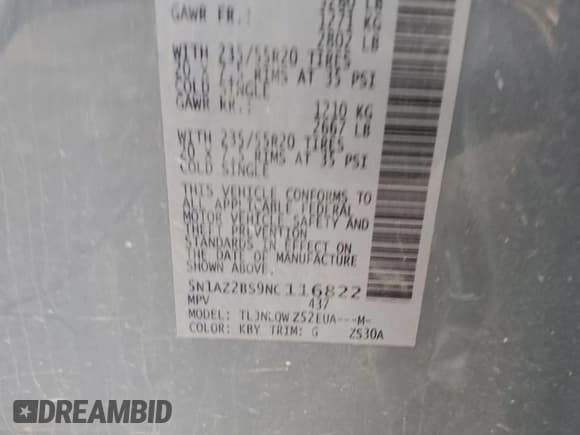 LB
GAWR FR.: 1271 KG
2802 LB
WITH 235/55R20 TIRES
20 X 7.5 RIMS AT 35 PSI
COLD SINGLE
GAWR RR.: 1210 KG
2667 LB
WITH 235/55R20 TIRES
20 X 7.5 RIMS AT 35 PSI
COLD SINGLE
THIS VEHICLE CONFORMS TO
ALL APPLICABLE FEDERAL
MOTOR VEHICLE SAFETY AND
THEFT PREVENTION
STANDARDS IN EFFECT ON
THE DATE OF MANUFACTURE
SHOWN ABOVE.
5N1AZ2BS9NC116822
MPV 437
MODEL: TLJNLQW ZS2EUA---M-
COLOR: KBY TRIM: G ZS30A
DREAMBID